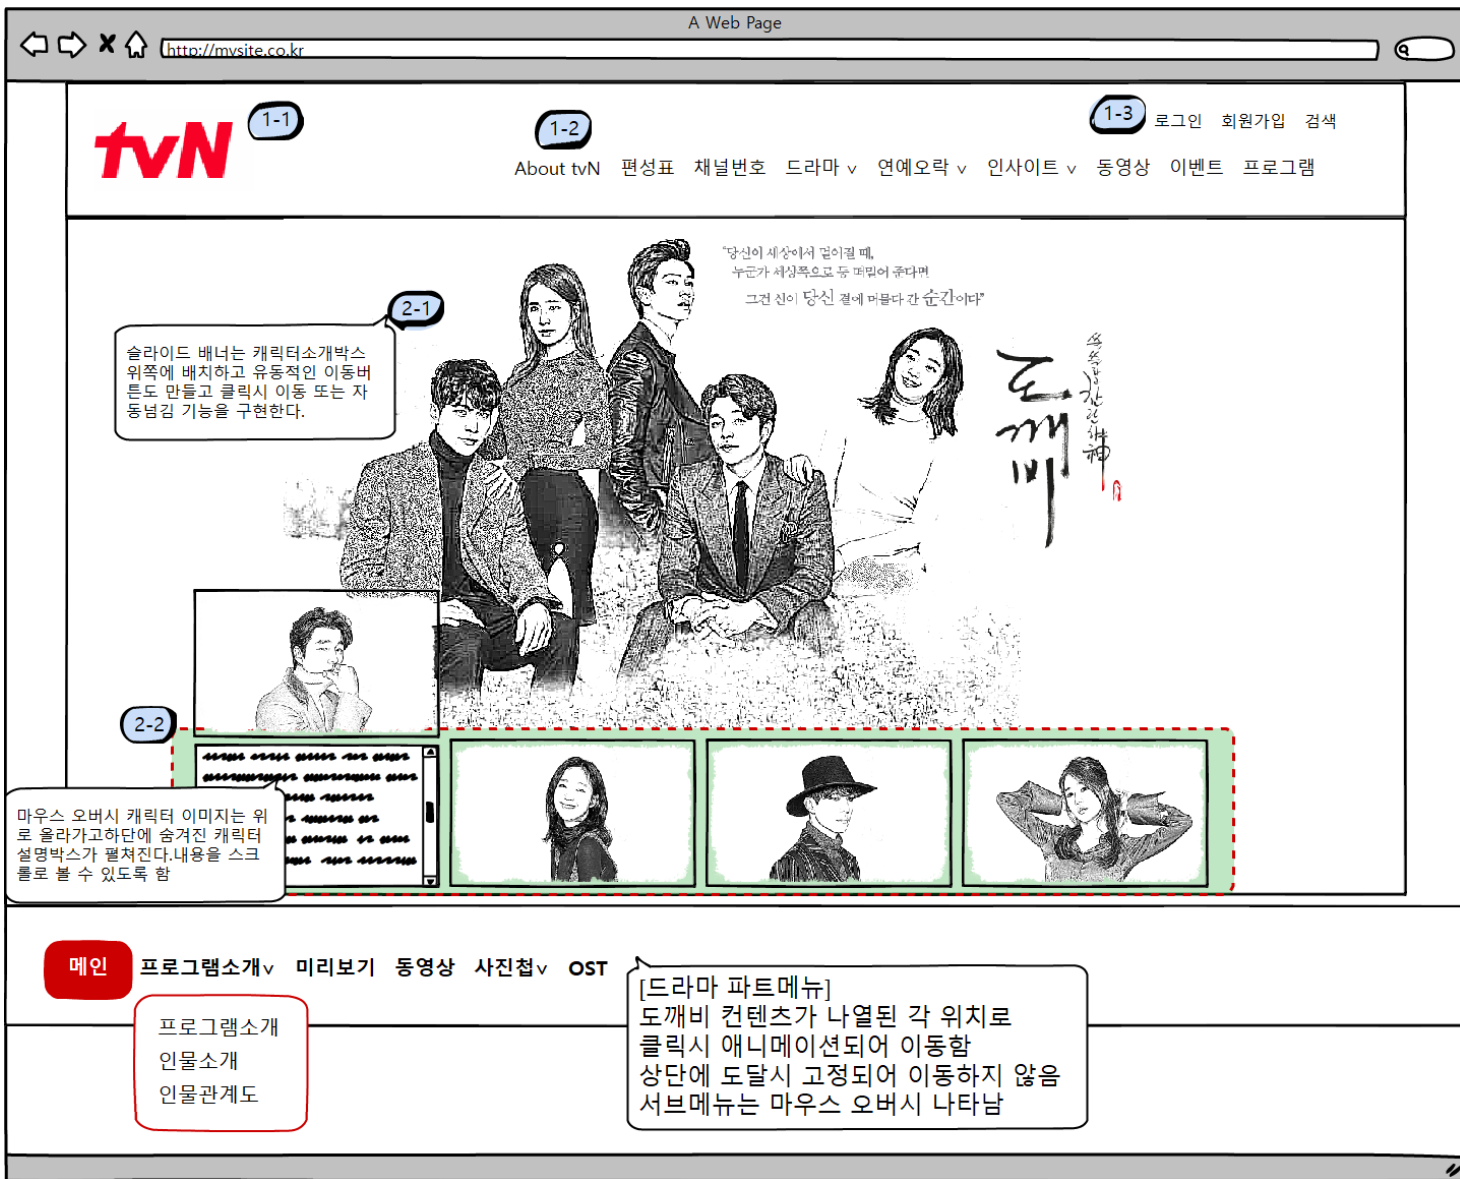 A Web Page
http://mysite.co.kr
tvN
1-1
1-2
1-3
로그인 회원가입 검색
About tvN 편성표 채널번호 드라마 v 연예오락 v 인사이트 v 동영상 이벤트 프로그램
"당신이 세상에서 멀어질 때,
누군가 세상쪽으로 등 떠밀어 준다면
그건 신이 당신 곁에 머물다 간 순간이다"
도깨비
2-1
슬라이드 배너는 캐릭터소개박스
위쪽에 배치하고 유동적인 이동버
튼도 만들고 클릭시 이동 또는 자
동넘김 기능을 구현한다.
2-2
마우스 오버시 캐릭터 이미지는 위
로 올라가고하단에 숨겨진 캐릭터
설명박스가 펼쳐진다.내용을 스크
롤로 볼 수 있도록 함
메인 프로그램소개v 미리보기 동영상 사진첩v OST
프로그램소개
인물소개
인물관계도
[드라마 파트메뉴]
도깨비 컨텐츠가 나열된 각 위치로
클릭시 애니메이션되어 이동함
상단에 도달시 고정되어 이동하지 않음
서브메뉴는 마우스 오버시 나타남